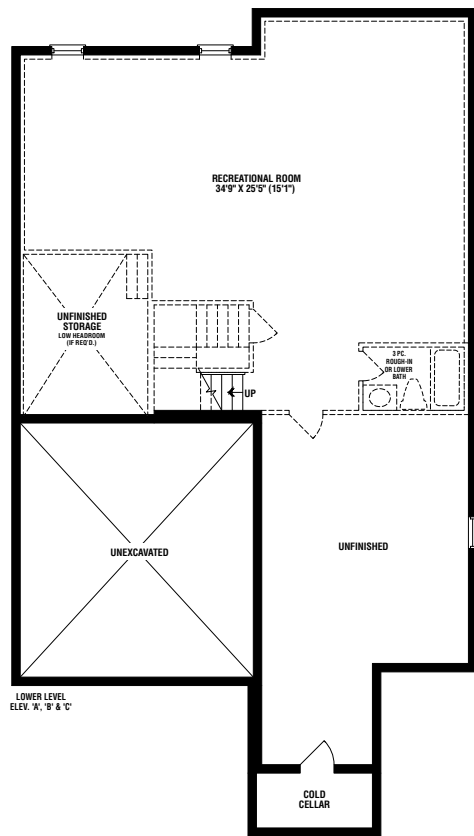 RECREATIONAL ROOM
34'9" X 25'5" (15'1")
UNFINISHED
STORAGE
LOW HEADROOM
(IF REQ'D.)
3 PC.
ROUGH-IN
OR LOWER
BATH
UP
UNEXCAVATED
UNFINISHED
LOWER LEVEL
ELEV. 'A', 'B' & 'C'
COLD
CELLAR